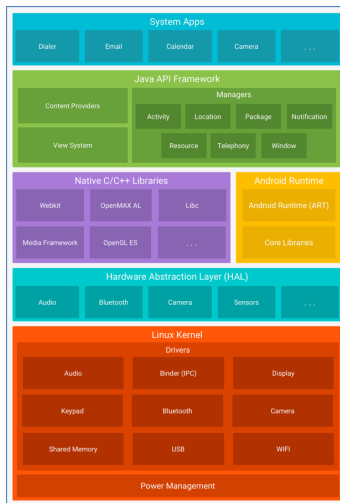 System Apps
Dialer
Email
Calendar
Camera
. . .
Java API Framework
Content Providers
View System
Managers
Activity
Location
Package
Notification
Resource
Telephony
Window
Native C/C++ Libraries
Webkit
OpenMAX AL
Libc
Media Framework
OpenGL ES
. . .
Android Runtime
Android Runtime (ART)
Core Libraries
Hardware Abstraction Layer (HAL)
Audio
Bluetooth
Camera
Sensors
. . .
Linux Kernel
Drivers
Audio
Binder (IPC)
Display
Keypad
Bluetooth
Camera
Shared Memory
USB
WIFI
Power Management